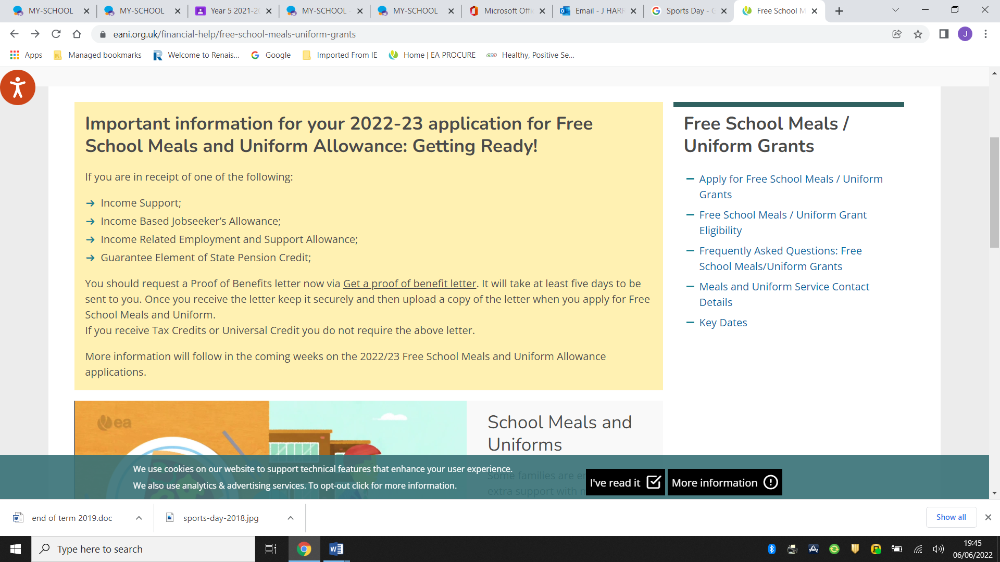 MY-SCHOOL
MY-SCHOOL
Year 5 2021-20
MY-SCHOOL -
MY-SCHOOL
Microsoft Offic
Email - J HARR
Sports Day - G
Free School M
eani.org.uk/financial-help/free-school-meals-uniform-grants
J
Apps
Managed bookmarks
Welcome to Renais...
Google
Imported From IE
Home | EA PROCURE
Healthy, Positive Se...
Important information for your 2022-23 application for Free
School Meals and Uniform Allowance: Getting Ready!
If you are in receipt of one of the following:
Income Support;
Income Based Jobseeker’s Allowance;
Income Related Employment and Support Allowance;
Guarantee Element of State Pension Credit;
You should request a Proof of Benefits letter now via Get a proof of benefit letter. It will take at least five days to be
sent to you. Once you receive the letter keep it securely and then upload a copy of the letter when you apply for Free
School Meals and Uniform.
If you receive Tax Credits or Universal Credit you do not require the above letter.
More information will follow in the coming weeks on the 2022/23 Free School Meals and Uniform Allowance
applications.
Free School Meals /
Uniform Grants
Apply for Free School Meals / Uniform
Grants
Free School Meals / Uniform Grant
Eligibility
Frequently Asked Questions: Free
School Meals/Uniform Grants
Meals and Uniform Service Contact
Details
Key Dates
ea
School Meals and
Uniforms
Some families are e
extra support with
We use cookies on our website to support technical features that enhance your user experience.
We also use analytics & advertising services. To opt-out click for more information.
I've read it
More information
end of term 2019.doc
sports-day-2018.jpg
Show all
Type here to search
19:45
06/06/2022